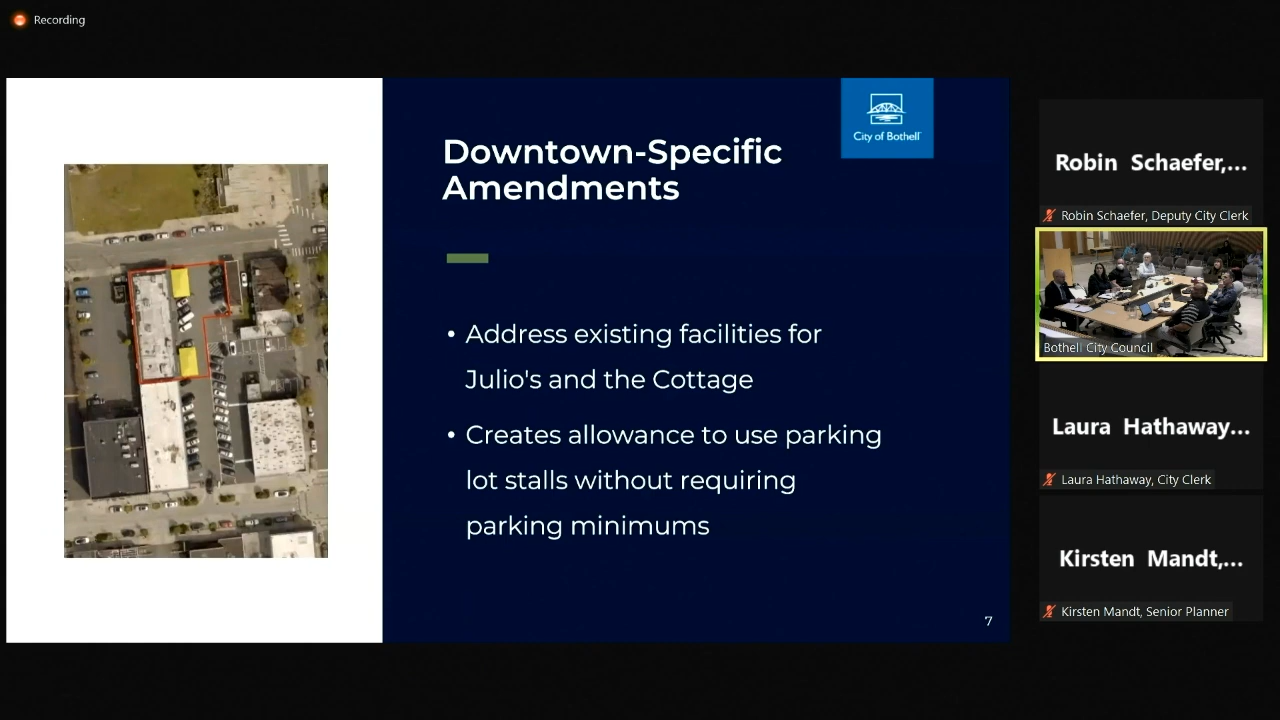 Recording
City of Bothell
Downtown-Specific
Amendments
• Address existing facilities for
Julio's and the Cottage
• Creates allowance to use parking
lot stalls without requiring
parking minimums
7
Robin Schaefer,...
Robin Schaefer, Deputy City Clerk
Bothell City Council
Laura Hathaway...
Laura Hathaway, City Clerk
Kirsten Mandt,...
Kirsten Mandt, Senior Planner